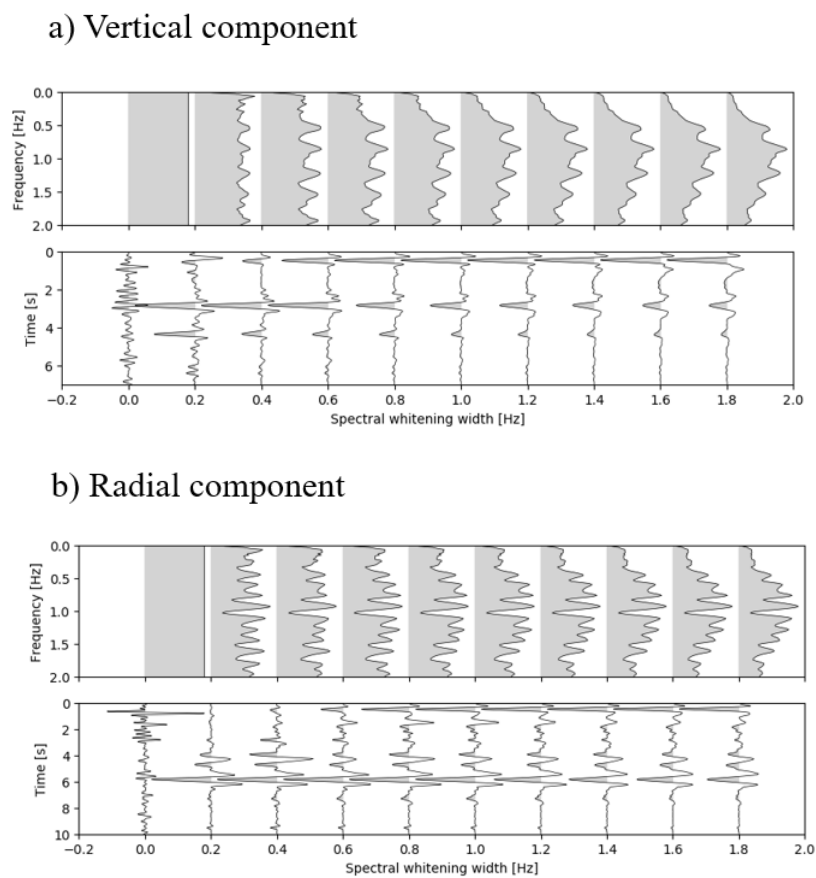 a) Vertical component
Frequency [Hz]
0.0
0.5
1.0
1.5
2.0
Time [s]
0
2
4
6
−0.2 0.0 0.2 0.4 0.6 0.8 1.0 1.2 1.4 1.6 1.8 2.0
Spectral whitening width [Hz]
b) Radial component
Frequency [Hz]
0.0
0.5
1.0
1.5
2.0
Time [s]
0
2
4
6
8
10
−0.2 0.0 0.2 0.4 0.6 0.8 1.0 1.2 1.4 1.6 1.8 2.0
Spectral whitening width [Hz]